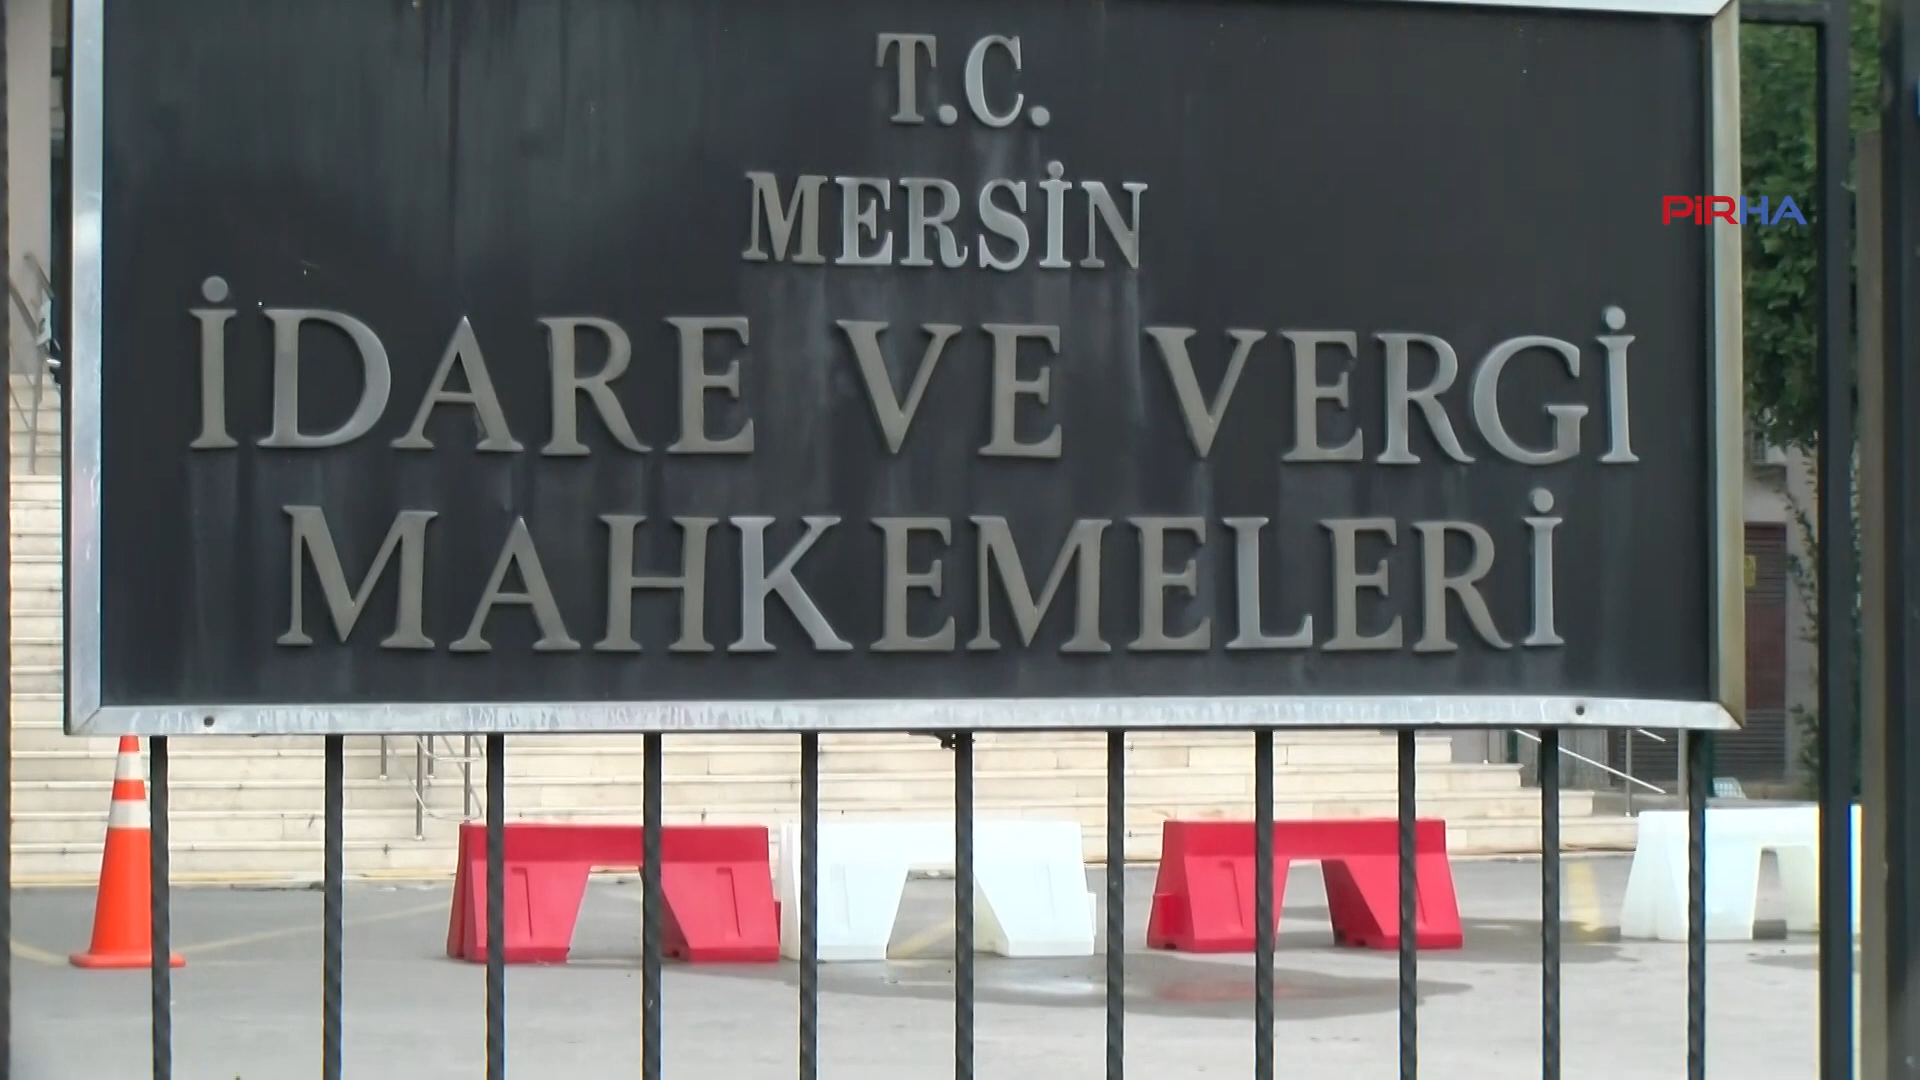 T.C.
MERSİN
PİRHA
İDARE VE VERGİ
MAHKEMELERİ